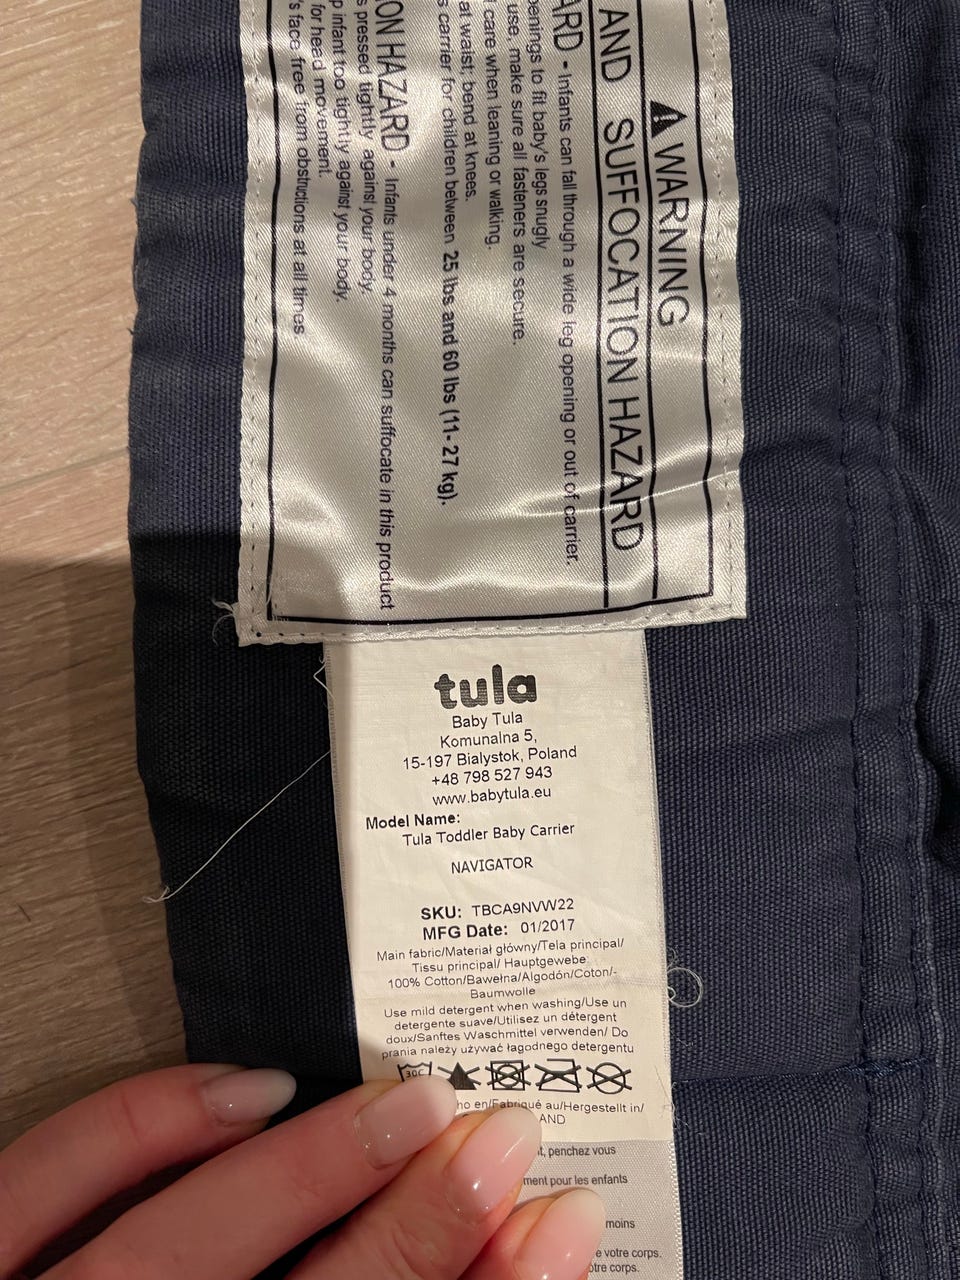 WARNING
AND SUFFOCATION HAZARD
ARD - Infants can fall through a wide leg opening or out of carrier.
penings to fit baby's legs snugly
use, make sure all fasteners are secure.
care when leaning or walking.
at waist; bend at knees.
s carrier for children between 25 lbs and 60 lbs (11-27 kg).
ON HAZARD - Infants under 4 months can suffocate in this product
s pressed tightly against your body.
p infant too tightly against your body.
for head movement.
's face free from obstructions at all times.
tula
Baby Tula
Komunalna 5,
15-197 Bialystok, Poland
+48 798 527 943
www.babytula.eu
Model Name:
Tula Toddler Baby Carrier
NAVIGATOR
SKU: TBCA9NVW22
MFG Date: 01/2017
Main fabric/Materiał główny/Tela principal/
Tissu principal/ Hauptgewebe
100% Cotton/Bawełna/Algodón/Coton/-
Baumwolle
Use mild detergent when washing/Use un
detergente suave/Utilisez un détergent
doux/Sanftes Waschmittel verwenden/ Do
prania należy używać łagodnego detergentu
30C
ho en/Fabriqué au/Hergestellt in/
AND
t, penchez vous
ment pour les enfants
moins
e votre corps.
otre corps.